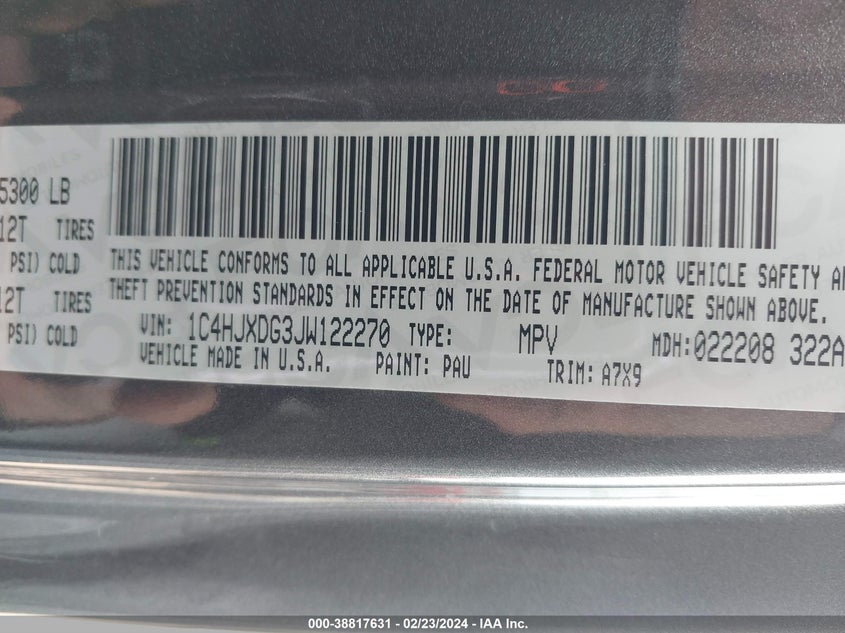 5300 LB
12T TIRES
PSI) COLD
12T TIRES
PSI) COLD
THIS VEHICLE CONFORMS TO ALL APPLICABLE U.S.A. FEDERAL MOTOR VEHICLE SAFETY
THEFT PREVENTION STANDARDS IN EFFECT ON THE DATE OF MANUFACTURE SHOWN ABOVE.
VIN: 1C4HJXDG3JW122270 TYPE: MPV MDH:022208 322A
VEHICLE MADE IN U.S.A. PAINT: PAU TRIM: A7X9
000-38817631 - 02/23/2024 - IAA Inc.